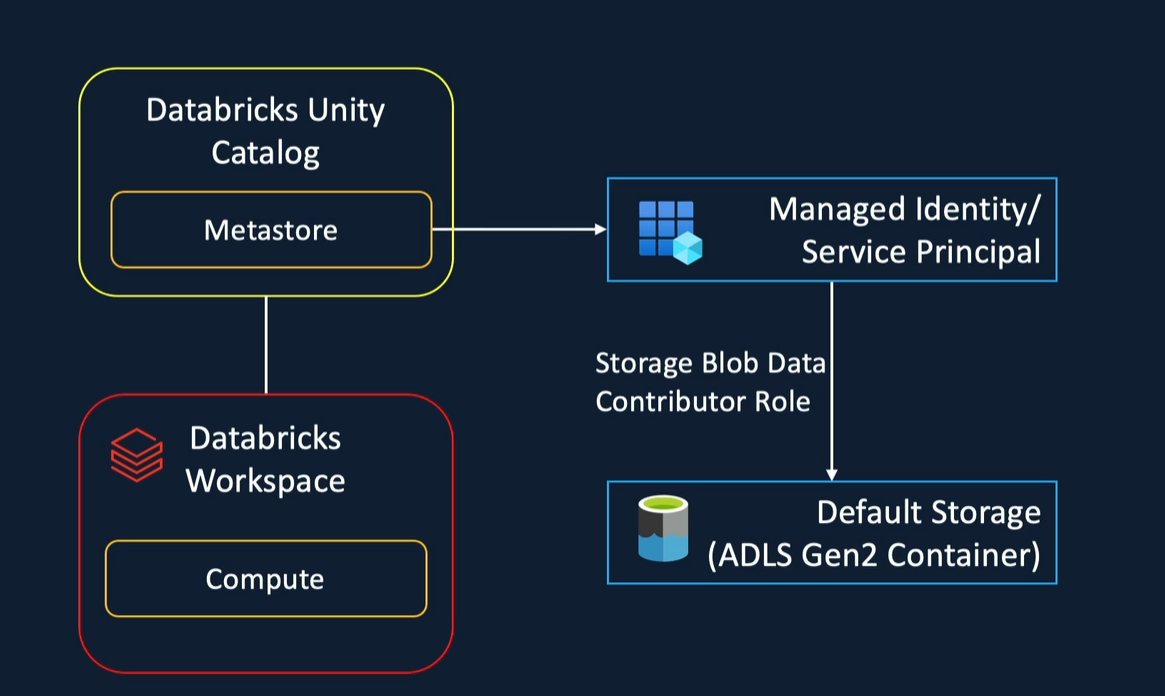 Databricks Unity
Catalog
Metastore
Managed Identity/
Service Principal
Storage Blob Data
Contributor Role
Databricks
Workspace
Compute
Default Storage
(ADLS Gen2 Container)